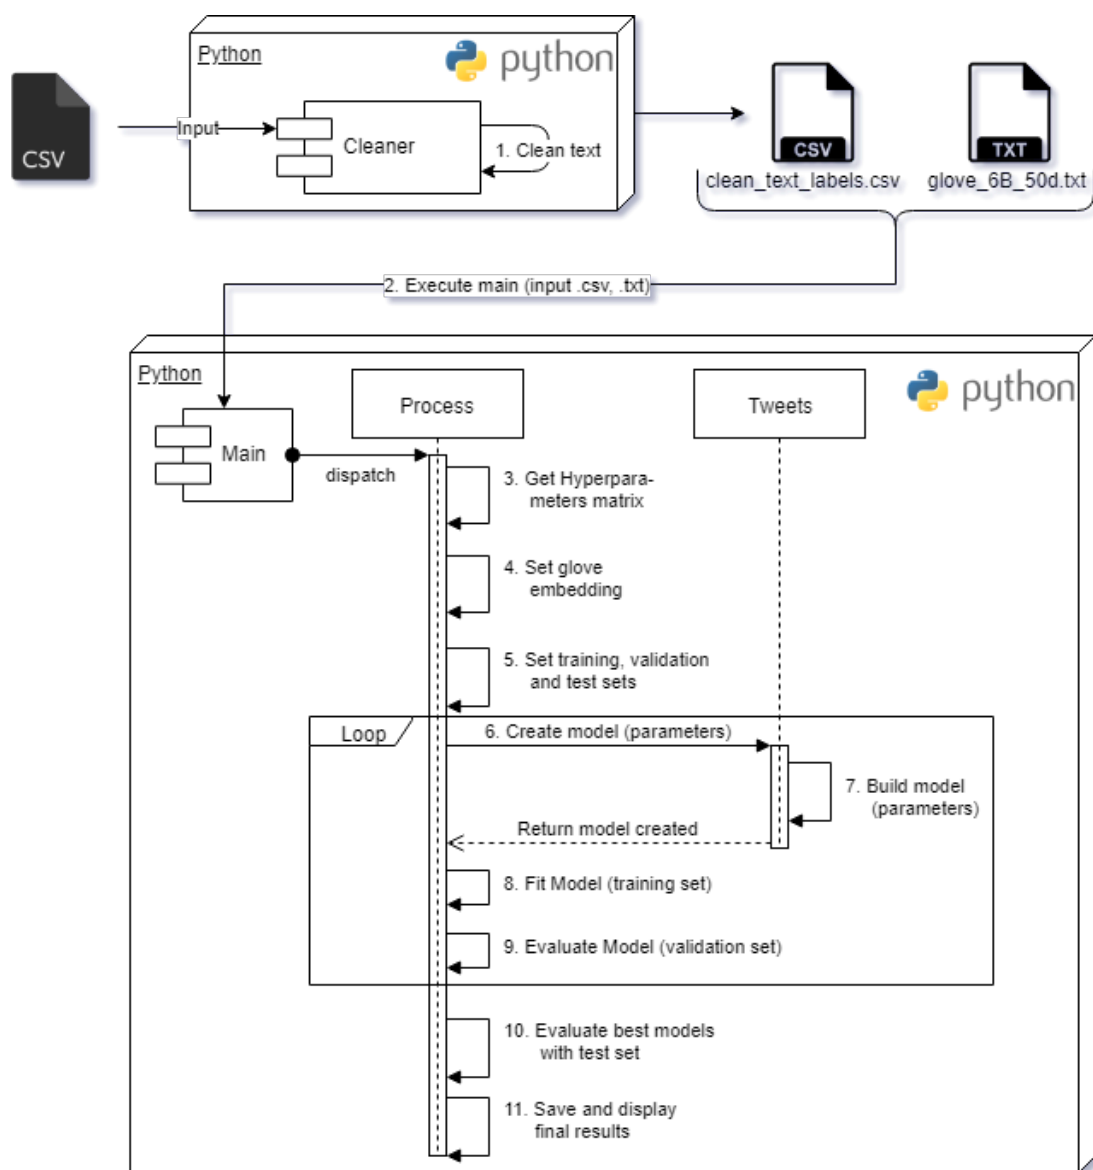 Python
python
CSV
Input
Cleaner
1. Clean text
CSV
TXT
clean_text_labels.csv
glove_6B_50d.txt
2. Execute main (input .csv, .txt)
Python
python
Process
Tweets
Main
dispatch
3. Get Hyperpara-
meters matrix
4. Set glove
embedding
5. Set training, validation
and test sets
Loop
6. Create model (parameters)
7. Build model
(parameters)
Return model created
8. Fit Model (training set)
9. Evaluate Model (validation set)
10. Evaluate best models
with test set
11. Save and display
final results